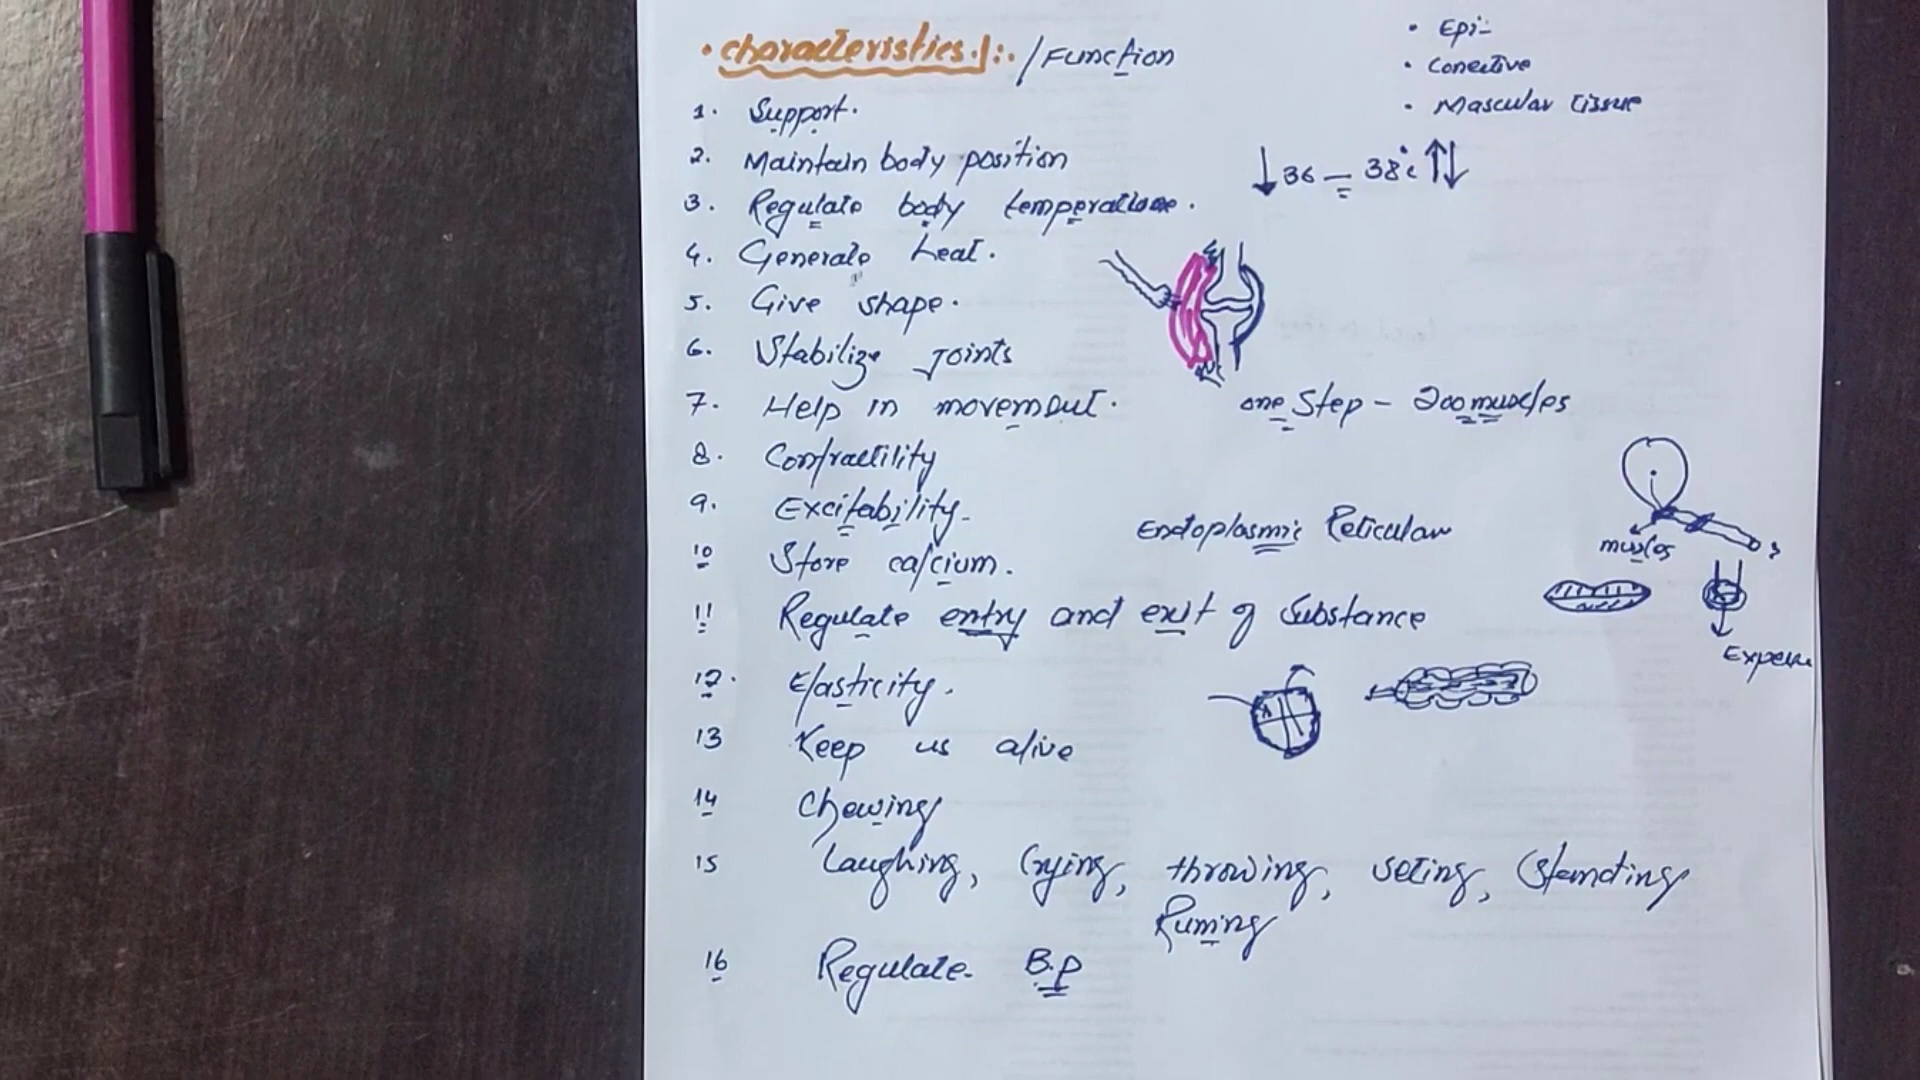 • Characteristics :. / Function
• Epi:-
• Conective
• Mascular Tissue
1. Support.
2. Maintain body position
↓36 – 38°c ↑↓
3. Regulate body temperature.
4. Generate heat.
5. Give shape.
6. Stabilize Joints
7. Help in movement.
one Step - 200 muscles
8. Contractility
9. Excitability.
Endoplasmic Reticular
muscles
10 Store calcium.
11 Regulate entry and exit of Substance
12. Elasticity.
13 Keep us alive
14 Chewing
15 Laughing, Crying, throwing, seting, Standing
Runing
16 Regulate. B.P